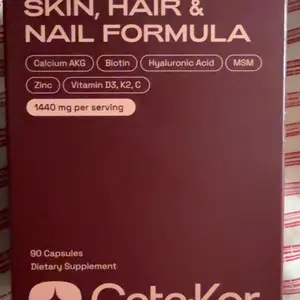 SKIN, HAIR &
NAIL FORMULA
Calcium AKG Biotin Hyaluronic Acid MSM
Zinc Vitamin D3, K2, C
1440 mg per serving
90 Capsules
Dietary Supplement